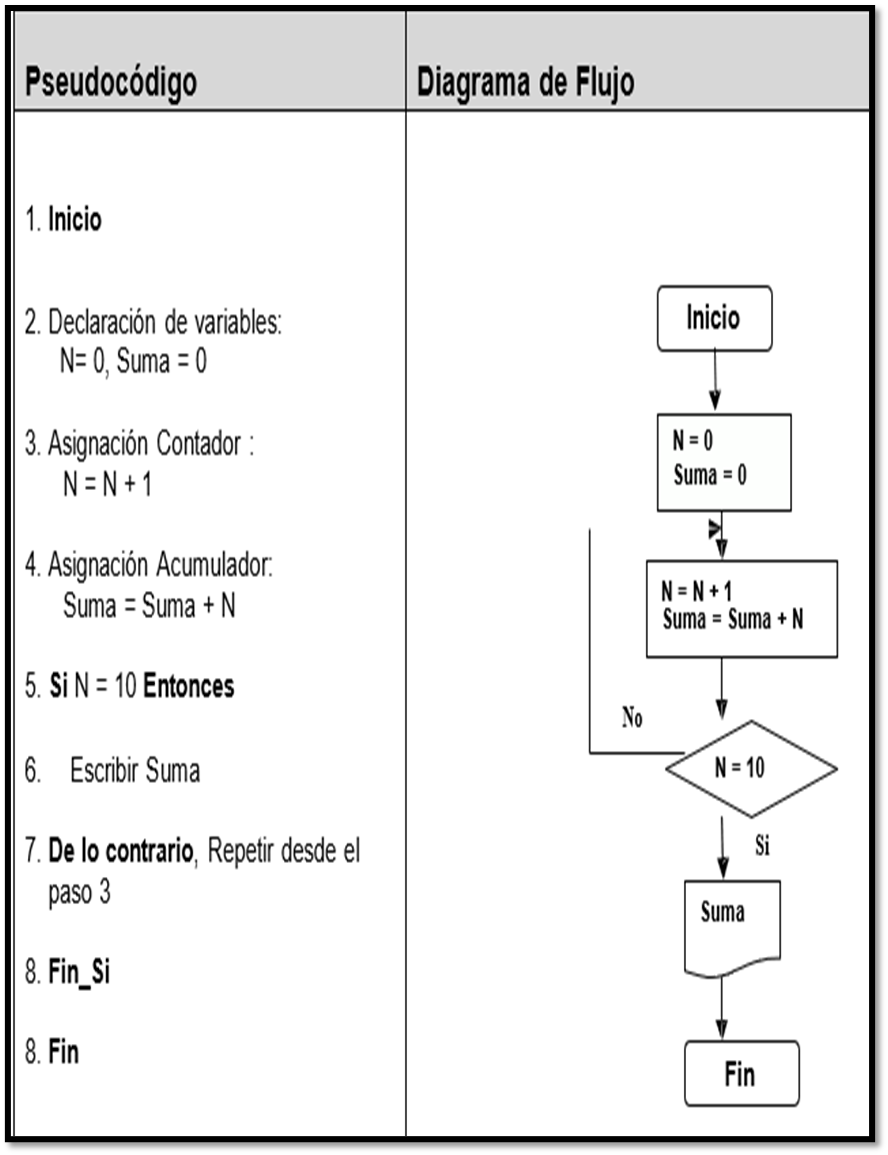 Pseudocódigo
Diagrama de Flujo
1. Inicio
2. Declaración de variables:
N= 0, Suma = 0
3. Asignación Contador :
N = N + 1
4. Asignación Acumulador:
Suma = Suma + N
5. Si N = 10 Entonces
6. Escribir Suma
7. De lo contrario, Repetir desde el
paso 3
8. Fin_Si
8. Fin
Inicio
N = 0
Suma = 0
N = N + 1
Suma = Suma + N
No
N = 10
Si
Suma
Fin